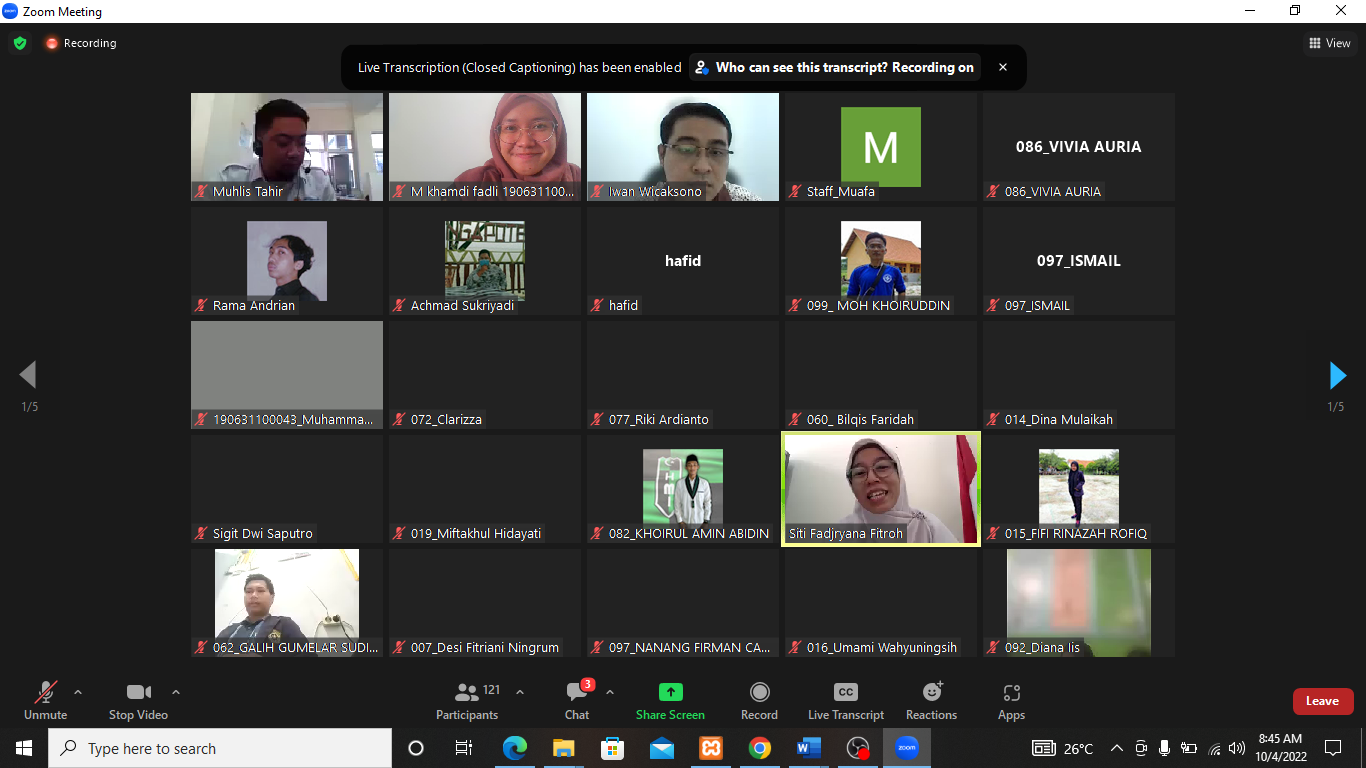 Zoom Meeting
Recording
View
Live Transcription (Closed Captioning) has been enabled
Who can see this transcript? Recording on
Muhlis Tahir
M khamdi fadli 190631100...
Iwan Wicaksono
M
Staff_Muafa
086_VIVIA AURIA
086_VIVIA AURIA
Rama Andrian
NGAPOTE
Achmad Sukriyadi
hafid
hafid
099_ MOH KHOIRUDDIN
097_ISMAIL
097_ISMAIL
1/5
1/5
190631100043_Muhamma...
072_Clarizza
077_Riki Ardianto
060_ Bilqis Faridah
014_Dina Mulaikah
Sigit Dwi Saputro
019_Miftakhul Hidayati
082_KHOIRUL AMIN ABIDIN
Siti Fadjryana Fitroh
015_FIFI RINAZAH ROFIQ
062_GALIH GUMELAR SUDI...
007_Desi Fitriani Ningrum
097_NANANG FIRMAN CA...
016_Umami Wahyuningsih
092_Diana Iis
Unmute
Stop Video
121
Participants
3
Chat
Share Screen
Record
CC
Live Transcript
Reactions
Apps
Leave
Type here to search
zoom
26°C
8:45 AM
10/4/2022